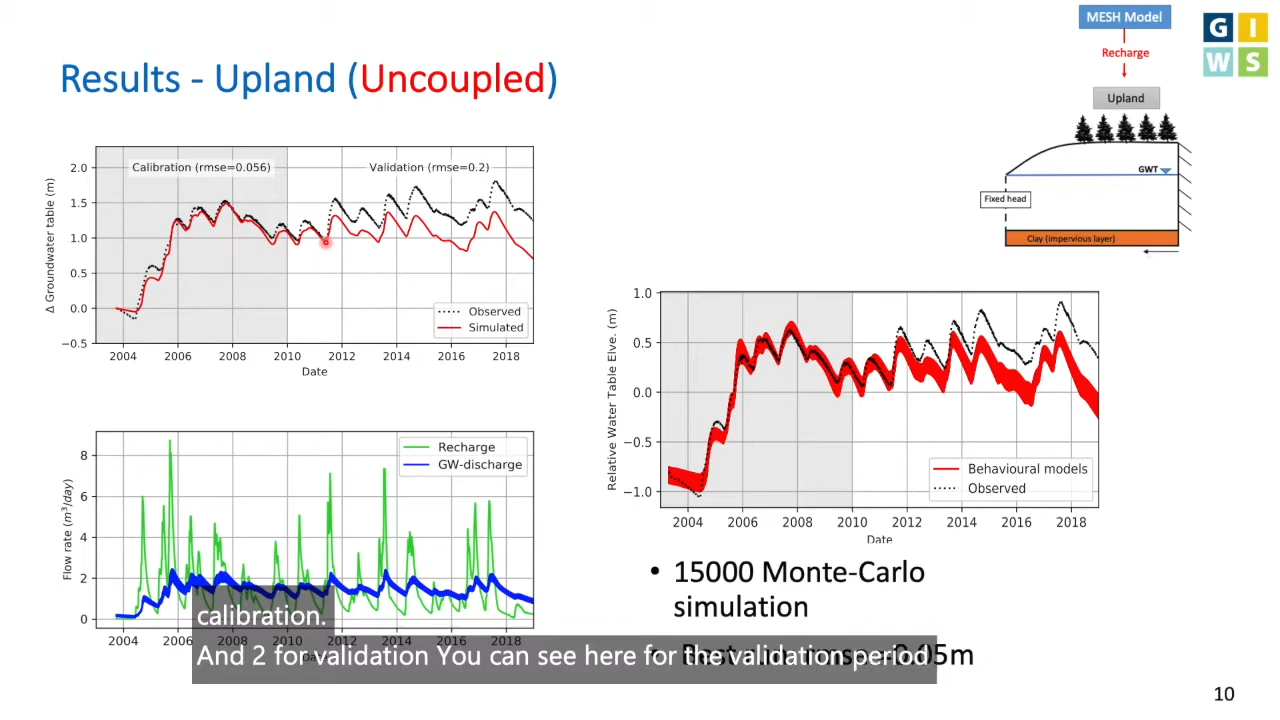 MESH Model
G I
W S
Recharge
Upland
GWT
Fixed head
Clay (impervious layer)
Results - Upland (Uncoupled)
Calibration (rmse=0.056)
Validation (rmse=0.2)
Δ Groundwater table (m)
2.0
1.5
1.0
0.5
0.0
−0.5
Observed
Simulated
2004 2006 2008 2010 2012 2014 2016 2018
Date
Relative Water Table Elve. (m)
1.0
0.5
0.0
−0.5
−1.0
Behavioural models
Observed
2004 2006 2008 2010 2012 2014 2016 2018
Date
Flow rate (m³/day)
8
6
4
2
0
Recharge
GW-discharge
2004 2006 2008 2010 2012 2014 2016 2018
• 15000 Monte-Carlo
simulation
0.05m
calibration.
And 2 for validation You can see here for the validation period
10